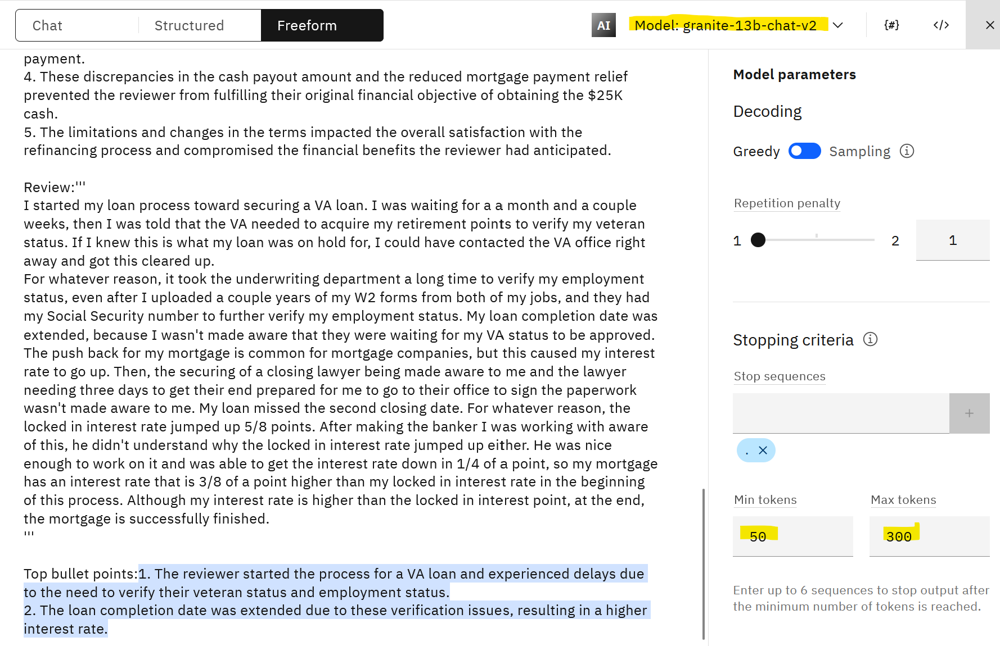 Chat Structured Freeform AI Model: granite-13b-chat-v2 {#} </>
payment.
4. These discrepancies in the cash payout amount and the reduced mortgage payment relief
prevented the reviewer from fulfilling their original financial objective of obtaining the $25K
cash.
5. The limitations and changes in the terms impacted the overall satisfaction with the
refinancing process and compromised the financial benefits the reviewer had anticipated.
Review:'''
I started my loan process toward securing a VA loan. I was waiting for a a month and a couple
weeks, then I was told that the VA needed to acquire my retirement points to verify my veteran
status. If I knew this is what my loan was on hold for, I could have contacted the VA office right
away and got this cleared up.
For whatever reason, it took the underwriting department a long time to verify my employment
status, even after I uploaded a couple years of my W2 forms from both of my jobs, and they had
my Social Security number to further verify my employment status. My loan completion date was
extended, because I wasn't made aware that they were waiting for my VA status to be approved.
The push back for my mortgage is common for mortgage companies, but this caused my interest
rate to go up. Then, the securing of a closing lawyer being made aware to me and the lawyer
needing three days to get their end prepared for me to go to their office to sign the paperwork
wasn't made aware to me. My loan missed the second closing date. For whatever reason, the
locked in interest rate jumped up 5/8 points. After making the banker I was working with aware
of this, he didn't understand why the locked in interest rate jumped up either. He was nice
enough to work on it and was able to get the interest rate down in 1/4 of a point, so my mortgage
has an interest rate that is 3/8 of a point higher than my locked in interest rate in the beginning
of this process. Although my interest rate is higher than the locked in interest point, at the end,
the mortgage is successfully finished.
'''
Top bullet points:1. The reviewer started the process for a VA loan and experienced delays due
to the need to verify their veteran status and employment status.
2. The loan completion date was extended due to these verification issues, resulting in a higher
interest rate.
Model parameters
Decoding
Greedy Sampling
Repetition penalty
1 2 1
Stopping criteria
Stop sequences
+
.
Min tokens Max tokens
50 300
Enter up to 6 sequences to stop output after
the minimum number of tokens is reached.